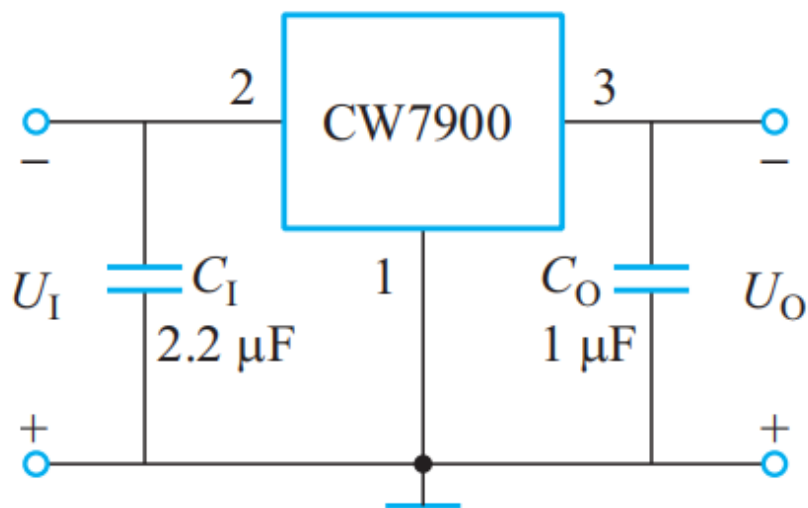 2 CW7900 3
− −
U_I C_I 1 C_O U_O
2.2 μF 1 μF
+ +